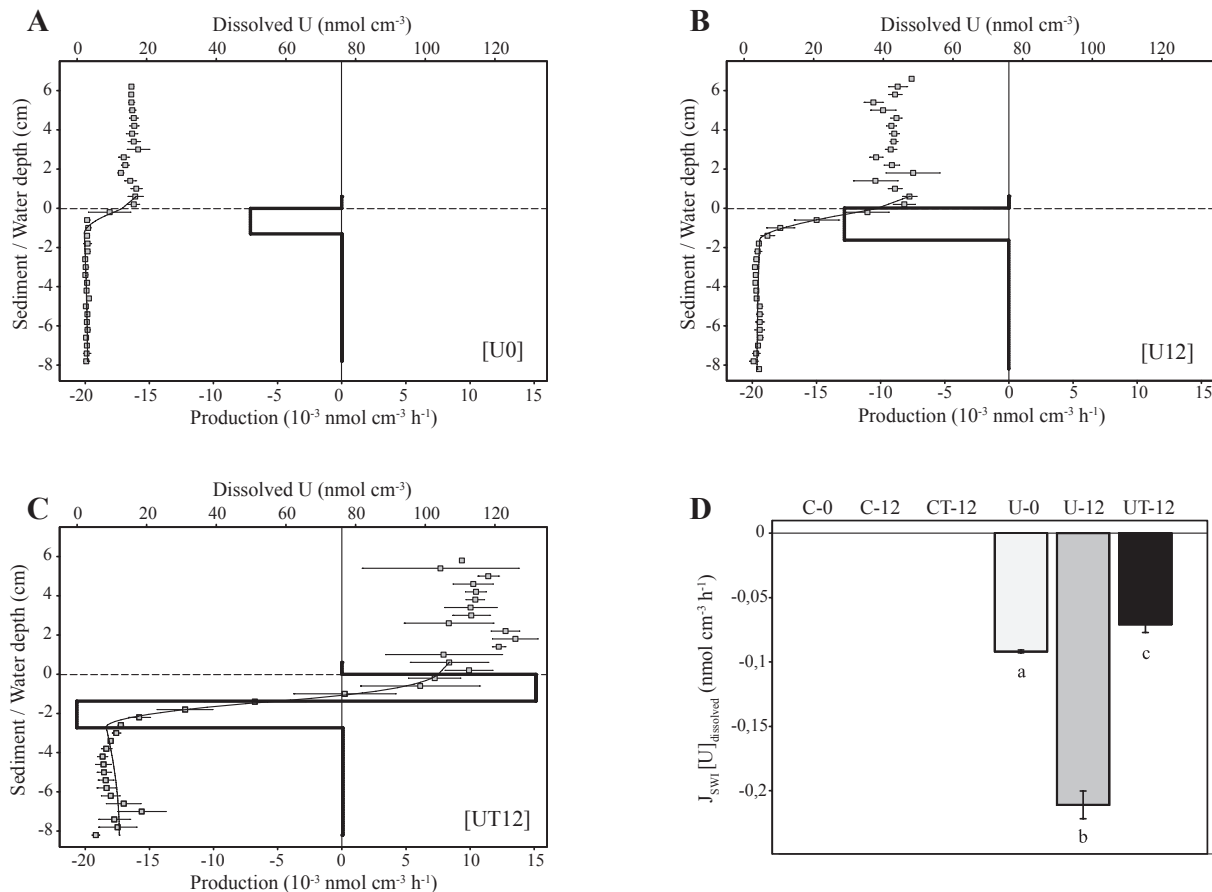 A
Dissolved U (nmol cm-3)
0 20 40 60 80 100 120
Sediment / Water depth (cm)
6
4
2
0
-2
-4
-6
-8
[U0]
-20 -15 -10 -5 0 5 10 15
Production (10-3 nmol cm-3 h-1)
B
Dissolved U (nmol cm-3)
0 20 40 60 80 100 120
Sediment / Water depth (cm)
6
4
2
0
-2
-4
-6
-8
[U12]
-20 -15 -10 -5 0 5 10 15
Production (10-3 nmol cm-3 h-1)
C
Dissolved U (nmol cm-3)
0 20 40 60 80 100 120
Sediment / Water depth (cm)
6
4
2
0
-2
-4
-6
-8
[UT12]
-20 -15 -10 -5 0 5 10 15
Production (10-3 nmol cm-3 h-1)
D
C-0 C-12 CT-12 U-0 U-12 UT-12
JSWI [U]dissolved (nmol cm-3 h-1)
0
-0,05
-0,1
-0,15
-0,2
a
b
c